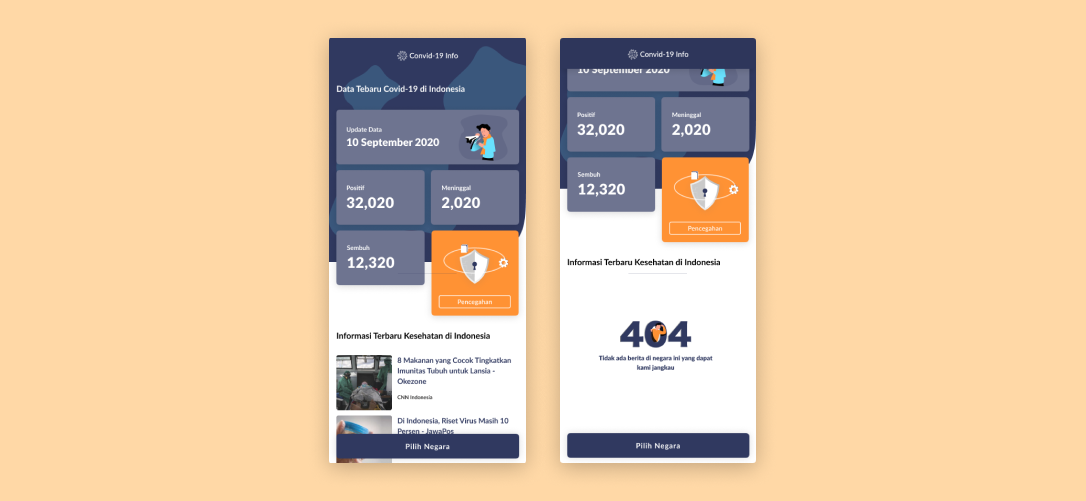 Convid-19 Info
Data Tebaru Covid-19 di Indonesia
Update Data
10 September 2020
Positif
32,020
Meninggal
2,020
Sembuh
12,320
Pencegahan
Informasi Terbaru Kesehatan di Indonesia
8 Makanan yang Cocok Tingkatkan
Imunitas Tubuh untuk Lansia -
Okezone
CNN Indonesia
Di Indonesia, Riset Virus Masih 10
Persen - JawaPos
Pilih Negara
Convid-19 Info
10 September 2020
Positif
32,020
Meninggal
2,020
Sembuh
12,320
Pencegahan
Informasi Terbaru Kesehatan di Indonesia
404
Tidak ada berita di negara ini yang dapat
kami jangkau
Pilih Negara